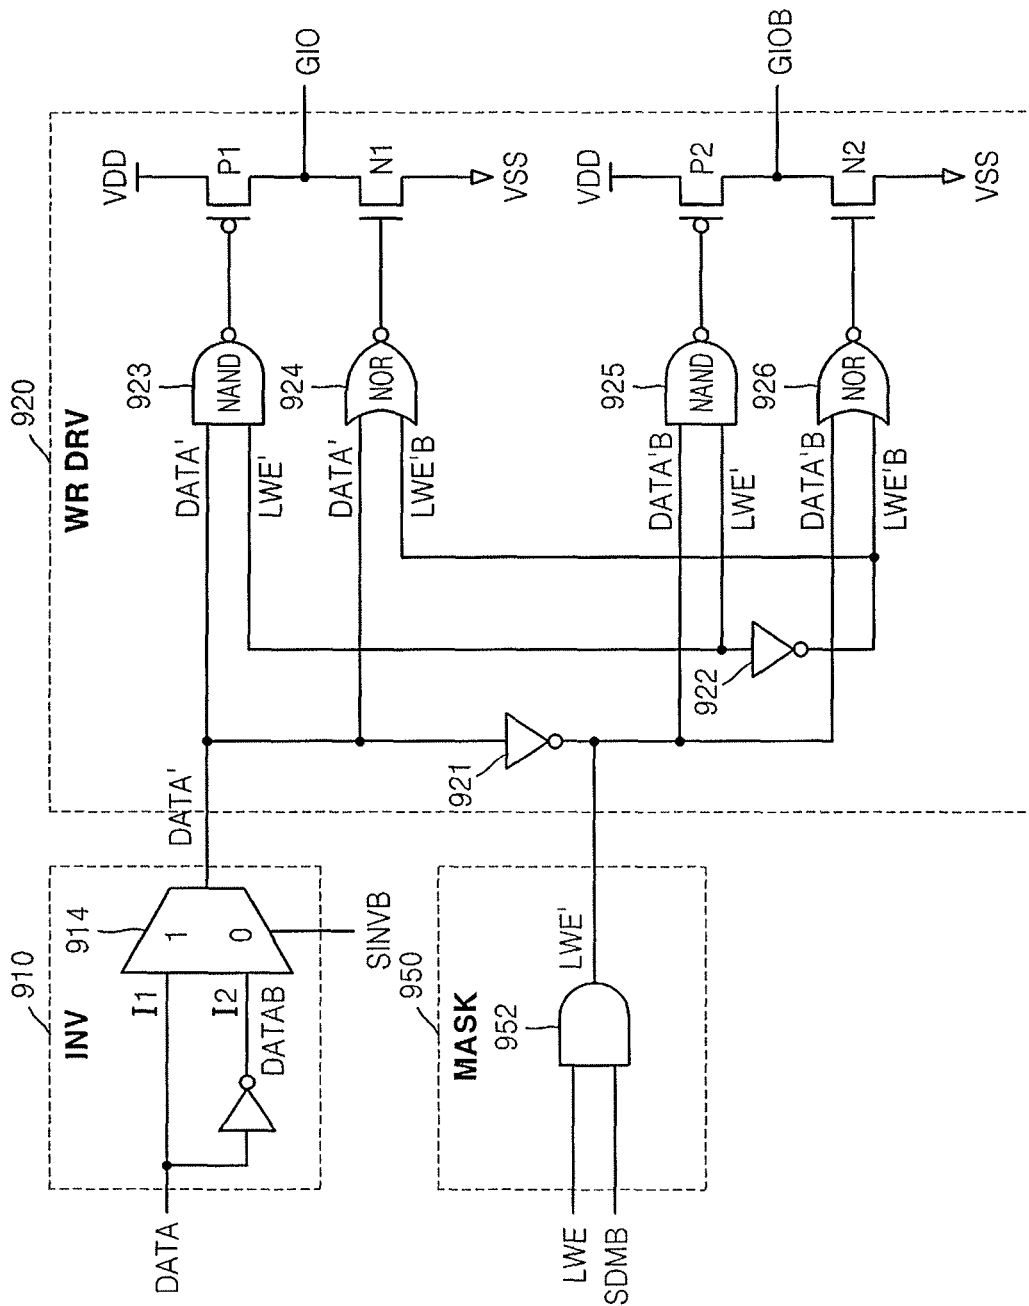 920
WR DRV
910
INV
914
DATA
I1
I2
DATAB
1
0
SINVB
DATA'
950
MASK
952
LWE
SDMB
LWE'
921
922
DATA'
LWE'
923
NAND
DATA'
LWE'B
924
NOR
DATA'B
LWE'
925
NAND
DATA'B
LWE'B
926
NOR
VDD
P1
GIO
N1
VSS
VDD
P2
GIOB
N2
VSS